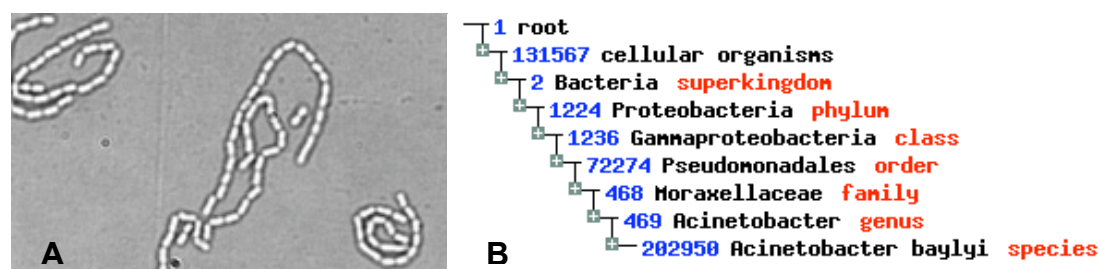 A
1 root
131567 cellular organisms
2 Bacteria superkingdom
1224 Proteobacteria phylum
1236 Gammaproteobacteria class
72274 Pseudomonadales order
468 Moraxellaceae family
469 Acinetobacter genus
202950 Acinetobacter baylyi species
B